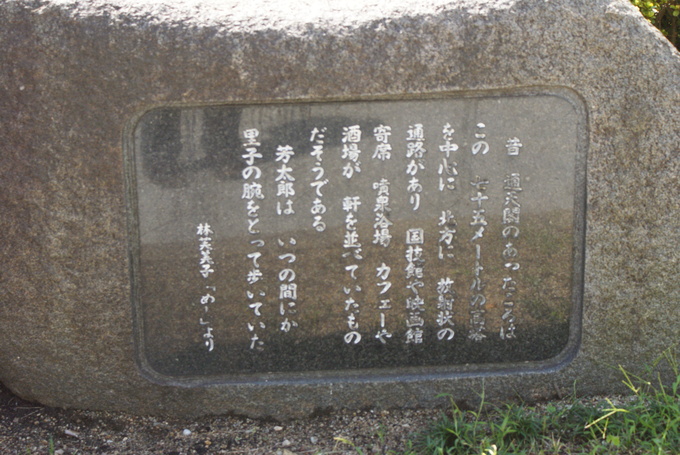 昔 通天閣のあったころは
この 七十五メートルの高塔
を中心に 北方に 放射状の
通路があり 国技館や映画館
寄席 噴泉浴場 カフェーや
酒場が 軒を並べていたもの
だそうである
芳太郎は いつの間にか
里子の腕をとって歩いていた
林芙美子 「めし」より